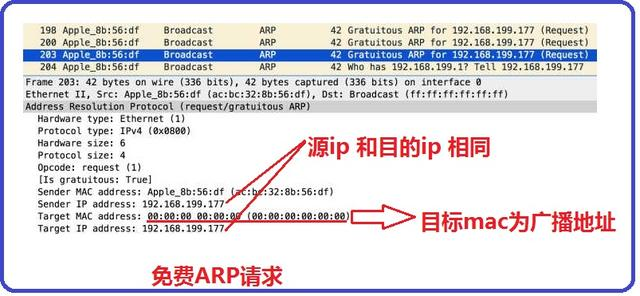 198 Apple_8b:56:df Broadcast ARP 42 Gratuitous ARP for 192.168.199.177 (Request)
200 Apple_8b:56:df Broadcast ARP 42 Gratuitous ARP for 192.168.199.177 (Request)
203 Apple_8b:56:df Broadcast ARP 42 Gratuitous ARP for 192.168.199.177 (Request)
204 Apple_8b:56:df Broadcast ARP 42 Who has 192.168.199.1? Tell 192.168.199.177
Frame 203: 42 bytes on wire (336 bits), 42 bytes captured (336 bits) on interface 0
Ethernet II, Src: Apple_8b:56:df (ac:bc:32:8b:56:df), Dst: Broadcast (ff:ff:ff:ff:ff:ff)
Address Resolution Protocol (request/gratuitous ARP)
Hardware type: Ethernet (1)
Protocol type: IPv4 (0x0800)
Hardware size: 6
Protocol size: 4
Opcode: request (1)
[Is gratuitous: True]
Sender MAC address: Apple_8b:56:df (ac:bc:32:8b:56:df)
Sender IP address: 192.168.199.177
Target MAC address: 00:00:00 00:00:00 (00:00:00:00:00:00)
Target IP address: 192.168.199.177
源ip 和目的ip 相同
目标mac为广播地址
免费ARP请求